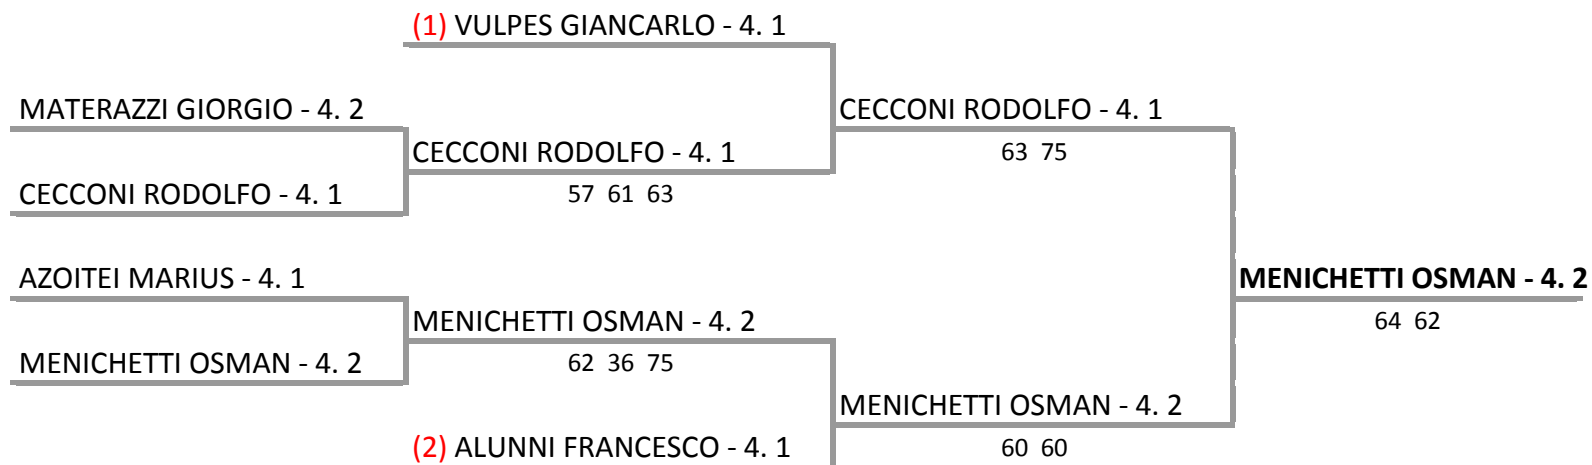 (1) VULPES GIANCARLO - 4. 1
MATERAZZI GIORGIO - 4. 2
CECCONI RODOLFO - 4. 1
CECCONI RODOLFO - 4. 1
63 75
CECCONI RODOLFO - 4. 1
57 61 63
AZOITEI MARIUS - 4. 1
MENICHETTI OSMAN - 4. 2
MENICHETTI OSMAN - 4. 2
64 62
MENICHETTI OSMAN - 4. 2
62 36 75
MENICHETTI OSMAN - 4. 2
(2) ALUNNI FRANCESCO - 4. 1
60 60